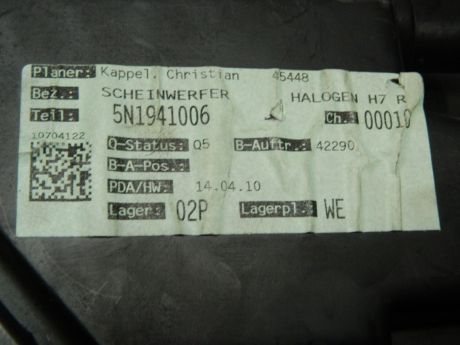 Planer: Kappel, Christian 45448
Bez.: SCHEINWERFER HALOGEN H7 R
Teil: 5N1941006 Ch.: 00010
10704122
Q-Status: Q5 B-Auftr.: 42290
B-A-Pos.:
PDA/HW: 14.04.10
Lager: 02P Lagerpl.: WE